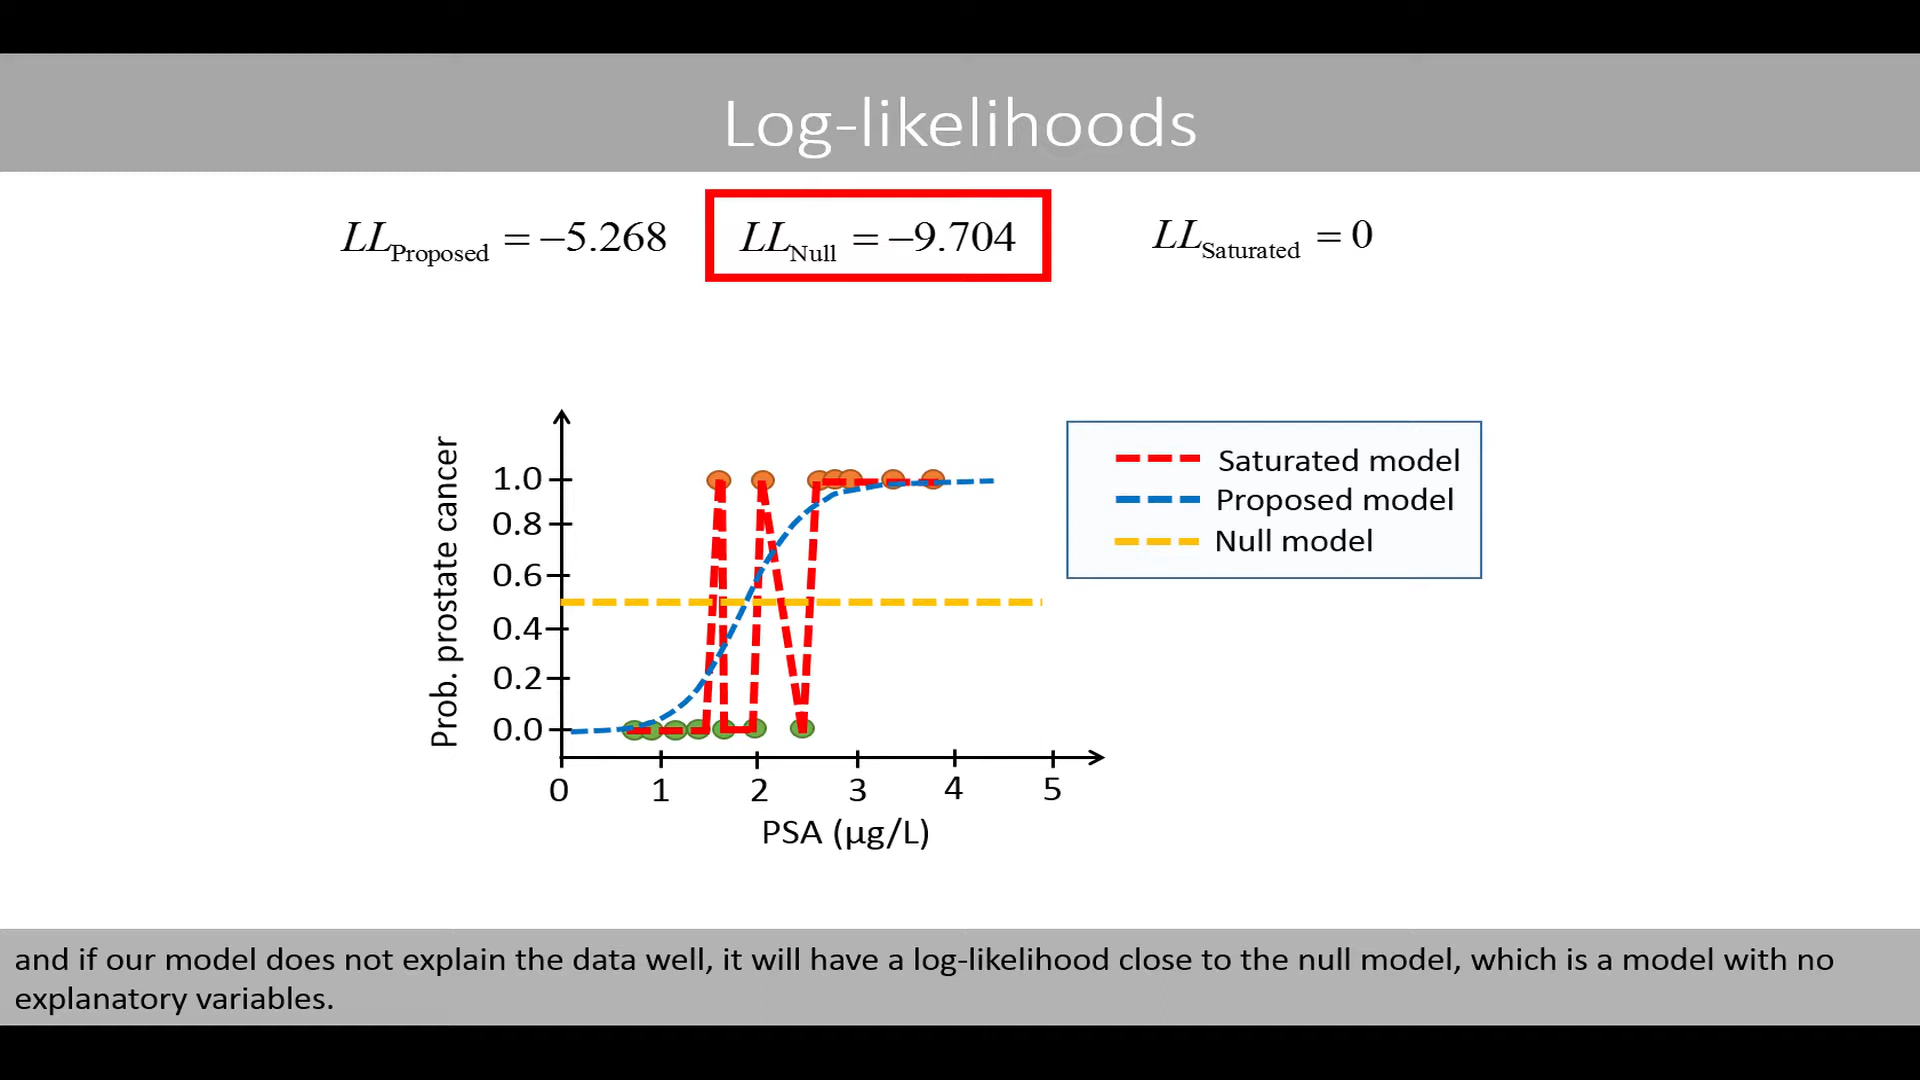 Log-likelihoods
LL_Proposed = −5.268
LL_Null = −9.704
LL_Saturated = 0
Prob. prostate cancer
1.0
0.8
0.6
0.4
0.2
0.0
0 1 2 3 4 5
PSA (µg/L)
Saturated model
Proposed model
Null model
and if our model does not explain the data well, it will have a log-likelihood close to the null model, which is a model with no
explanatory variables.